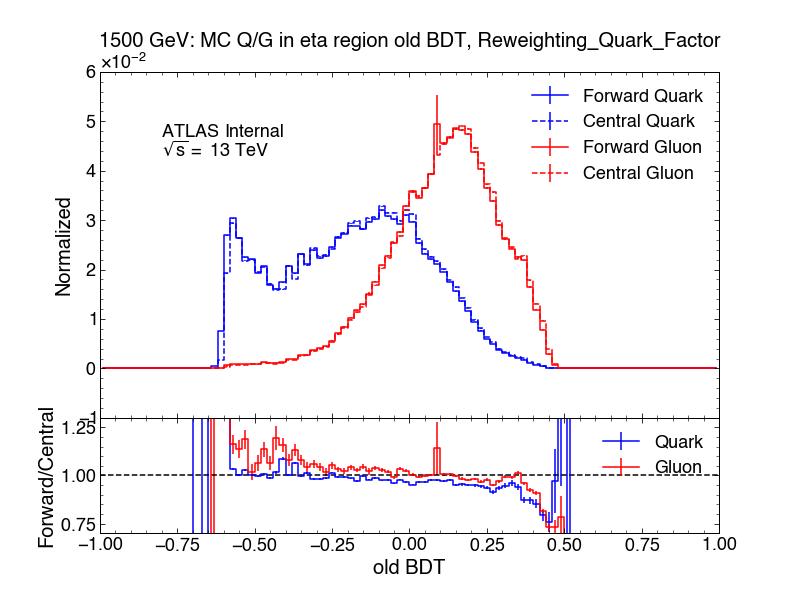 1500 GeV: MC Q/G in eta region old BDT, Reweighting_Quark_Factor
×10⁻²
6
5
4
3
2
1
0
−1
Normalized
ATLAS Internal
√s = 13 TeV
Forward Quark
Central Quark
Forward Gluon
Central Gluon
1.25
1.00
0.75
Forward/Central
Quark
Gluon
−1.00 −0.75 −0.50 −0.25 0.00 0.25 0.50 0.75 1.00
old BDT